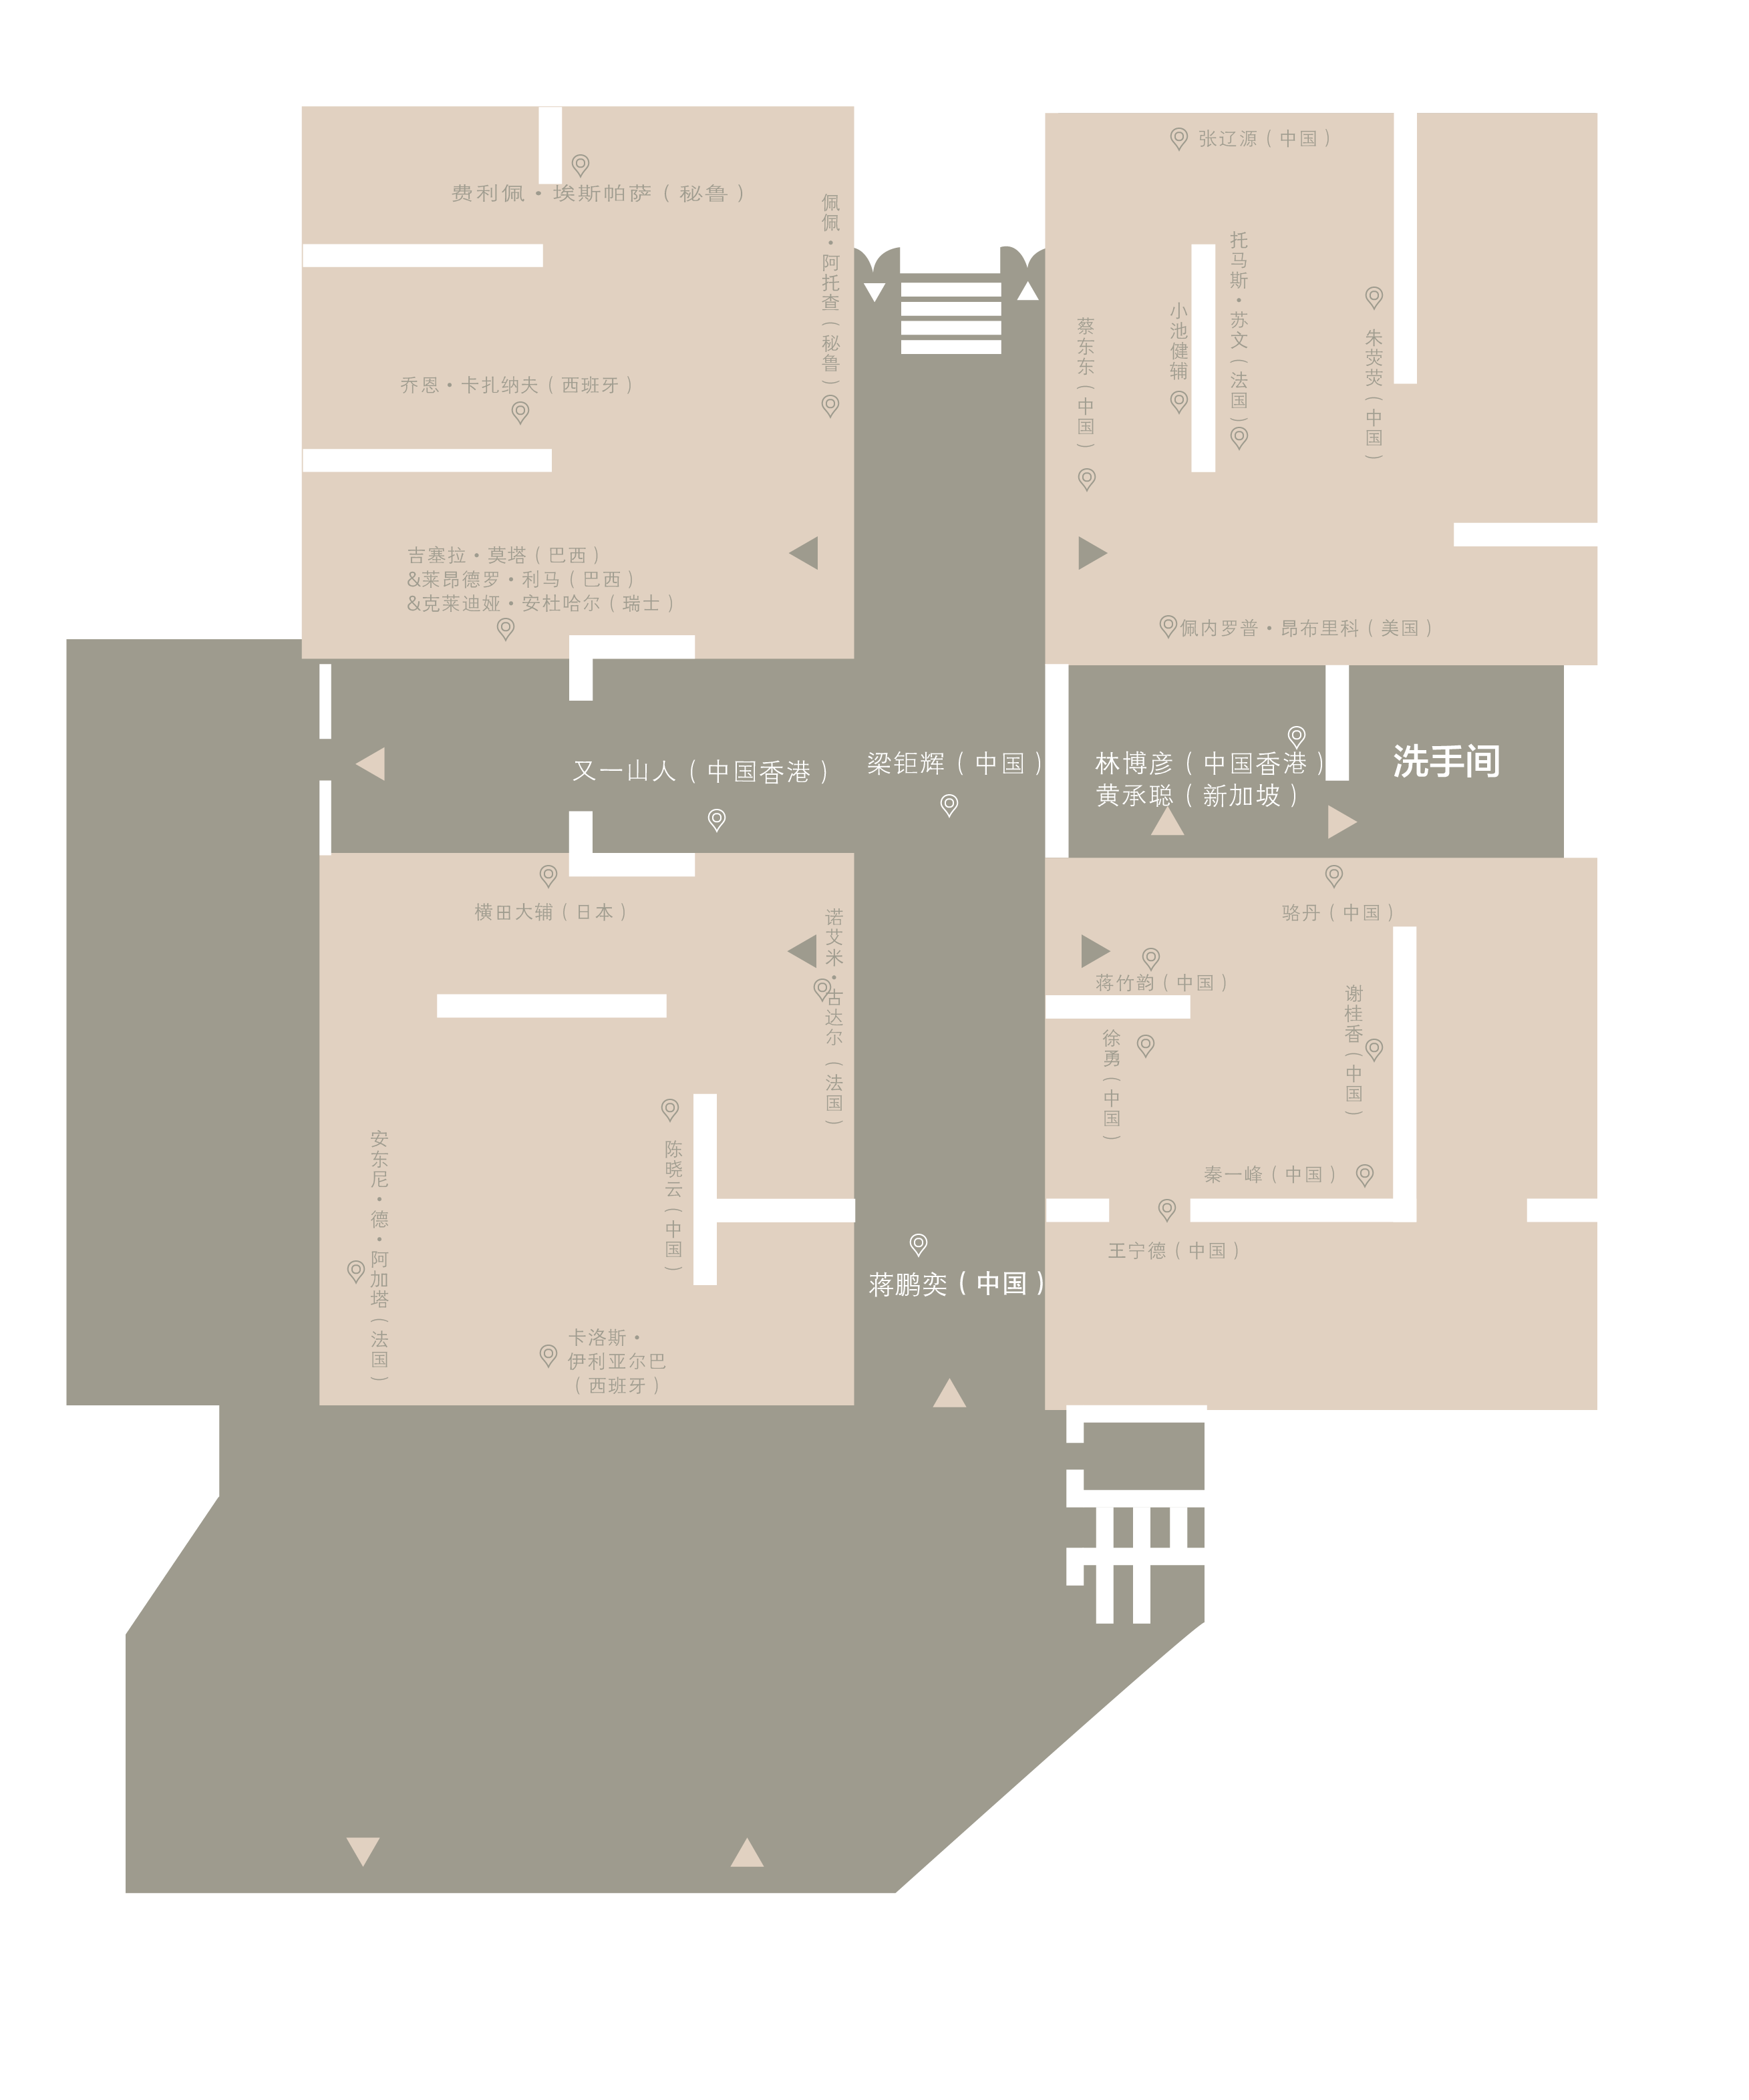 张辽源（中国）
费利佩·埃斯帕萨（秘鲁）
佩佩·阿托查（秘鲁）
托马斯·苏文（法国）
小池健辅
蔡东东（中国）
朱荧荧（中国）
乔恩·卡扎纳夫（西班牙）
吉塞拉·莫塔（巴西）
&莱昂德罗·利马（巴西）
&克莱迪娅·安杜哈尔（瑞士）
佩内罗普·昂布里科（美国）
又一山人（中国香港）
梁钜辉（中国）
林博彦（中国香港）
黄承聪（新加坡）
洗手间
横田大辅（日本）
诺艾米·古达尔（法国）
骆丹（中国）
蒋竹韵（中国）
谢桂香（中国）
徐勇（中国）
安东尼·德·阿加塔（法国）
陈晓云（中国）
秦一峰（中国）
王宁德（中国）
蒋鹏奕（中国）
卡洛斯·
伊利亚尔巴
（西班牙）